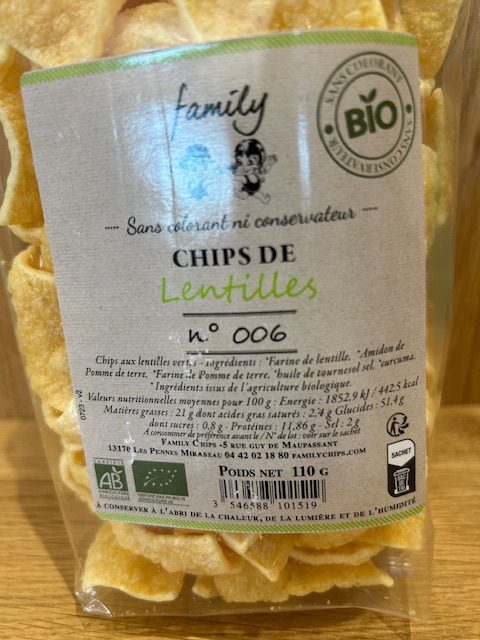 family
SANS COLORANT · SANS CONSERVATEUR ·
BIO
Sans colorant ni conservateur
CHIPS DE
Lentilles
n° 006
Chips aux lentilles vertes - Ingrédients : *Farine de lentille, *Amidon de
Pomme de terre, *Farine de Pomme de terre, *huile de tournesol sel, *curcuma.
*Ingrédients issus de l'agriculture biologique.
Valeurs nutritionnelles moyennes pour 100 g : Energie : 1852.9 kJ / 442.5 kcal
Matières grasses : 21 g dont acides gras saturés : 2,4 g Glucides : 51.4 g
dont sucres : 0,8 g - Protéines : 11,86 g - Sel : 2 g
A consommer de préférence avant le / N° de lot : voir sur le sachet
Family Chips - 5 rue Guy de Maupassant
13170 Les Pennes Mirabeau 04 42 02 18 80 familychips.com
0723 - V2
SACHET
AB
AGRICULTURE
BIOLOGIQUE
Poids net 110 g
3 546588 101519
À CONSERVER À L'ABRI DE LA CHALEUR, DE LA LUMIÈRE ET DE L'HUMIDITÉ